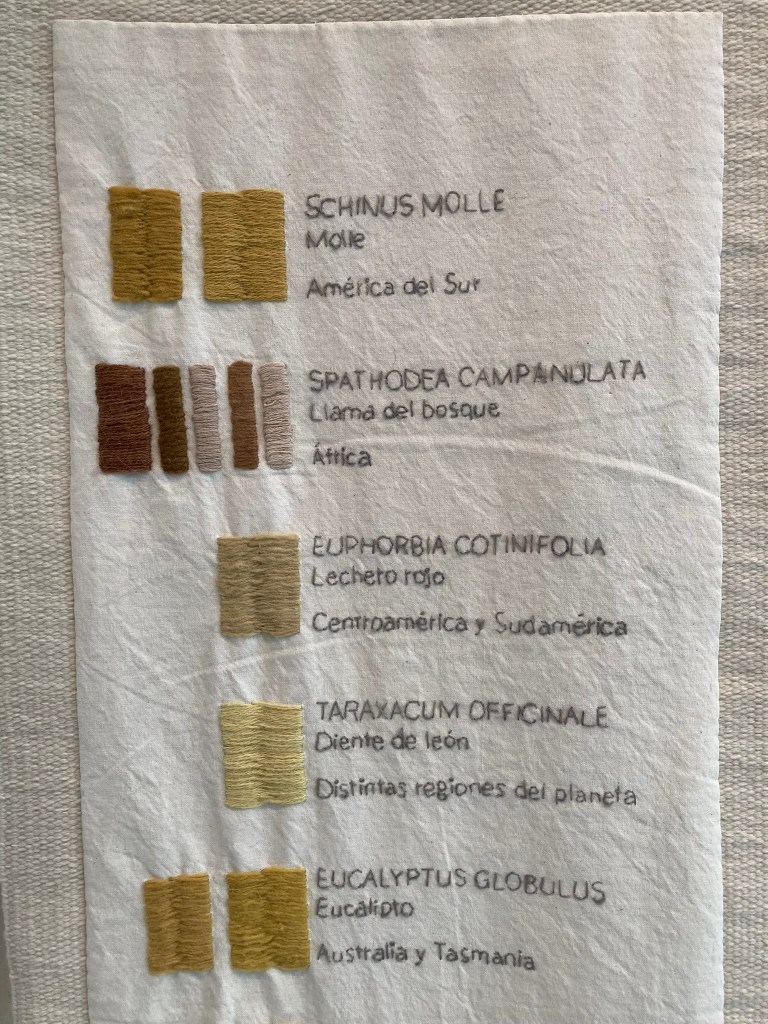 SCHINUS MOLLE
Molle
América del Sur
SPATHODEA CAMPANULATA
Llama del bosque
África
EUPHORBIA COTINIFOLIA
Lechero rojo
Centroamérica y Sudamérica
TARAXACUM OFFICINALE
Diente de león
Distintas regiones del planeta
EUCALYPTUS GLOBULUS
Eucalipto
Australia y Tasmania